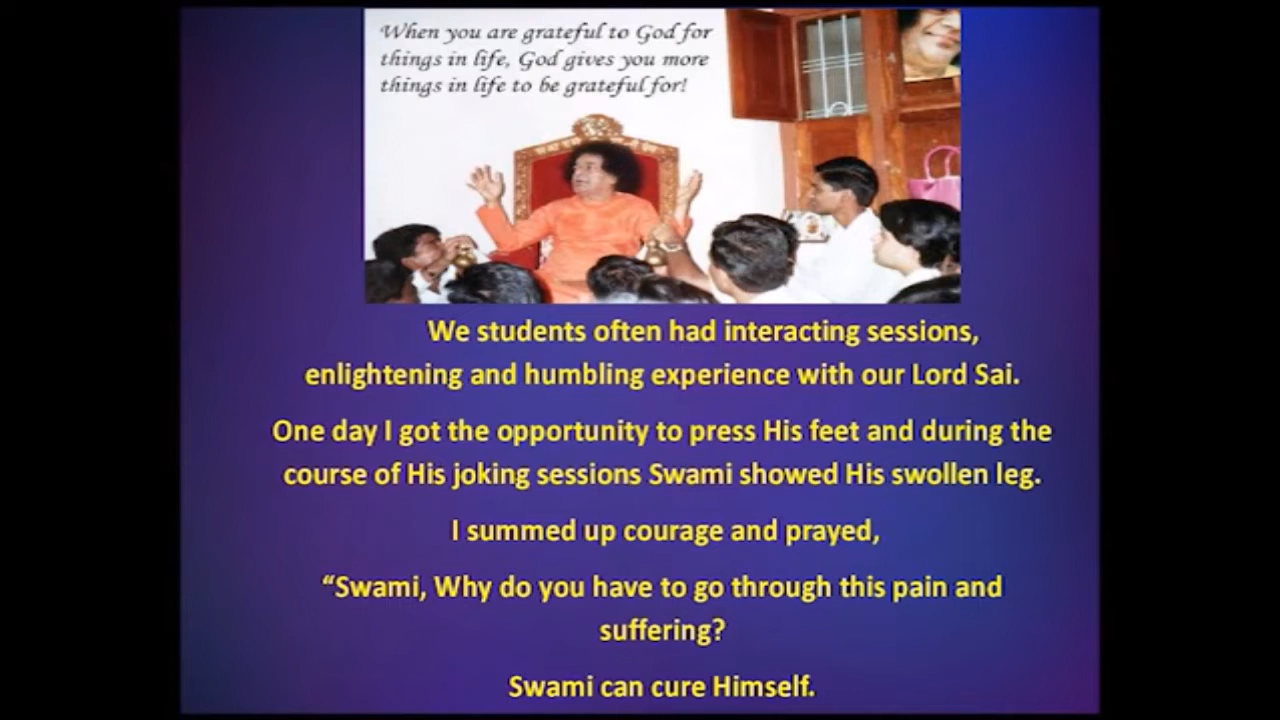 When you are grateful to God for
things in life, God gives you more
things in life to be grateful for!
We students often had interacting sessions,
enlightening and humbling experience with our Lord Sai.
One day I got the opportunity to press His feet and during the
course of His joking sessions Swami showed His swollen leg.
I summed up courage and prayed,
“Swami, Why do you have to go through this pain and
suffering?
Swami can cure Himself.